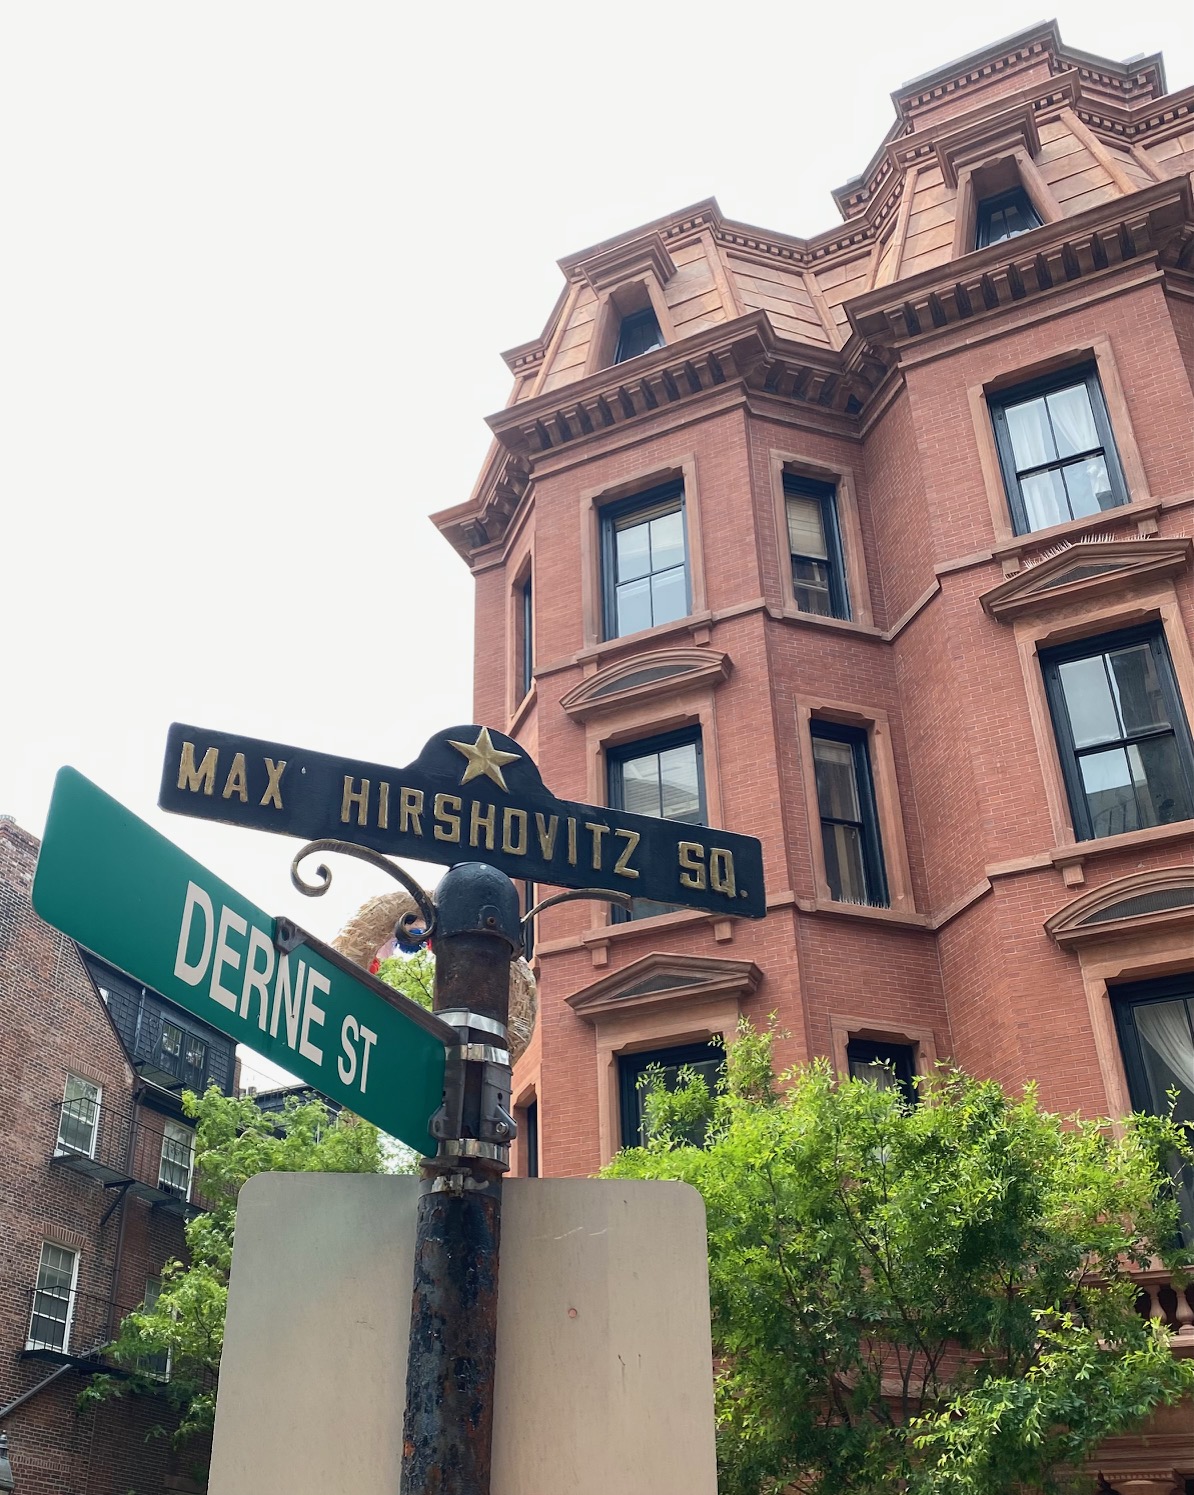 MAX HIRSHOVITZ SQ.
DERNE ST